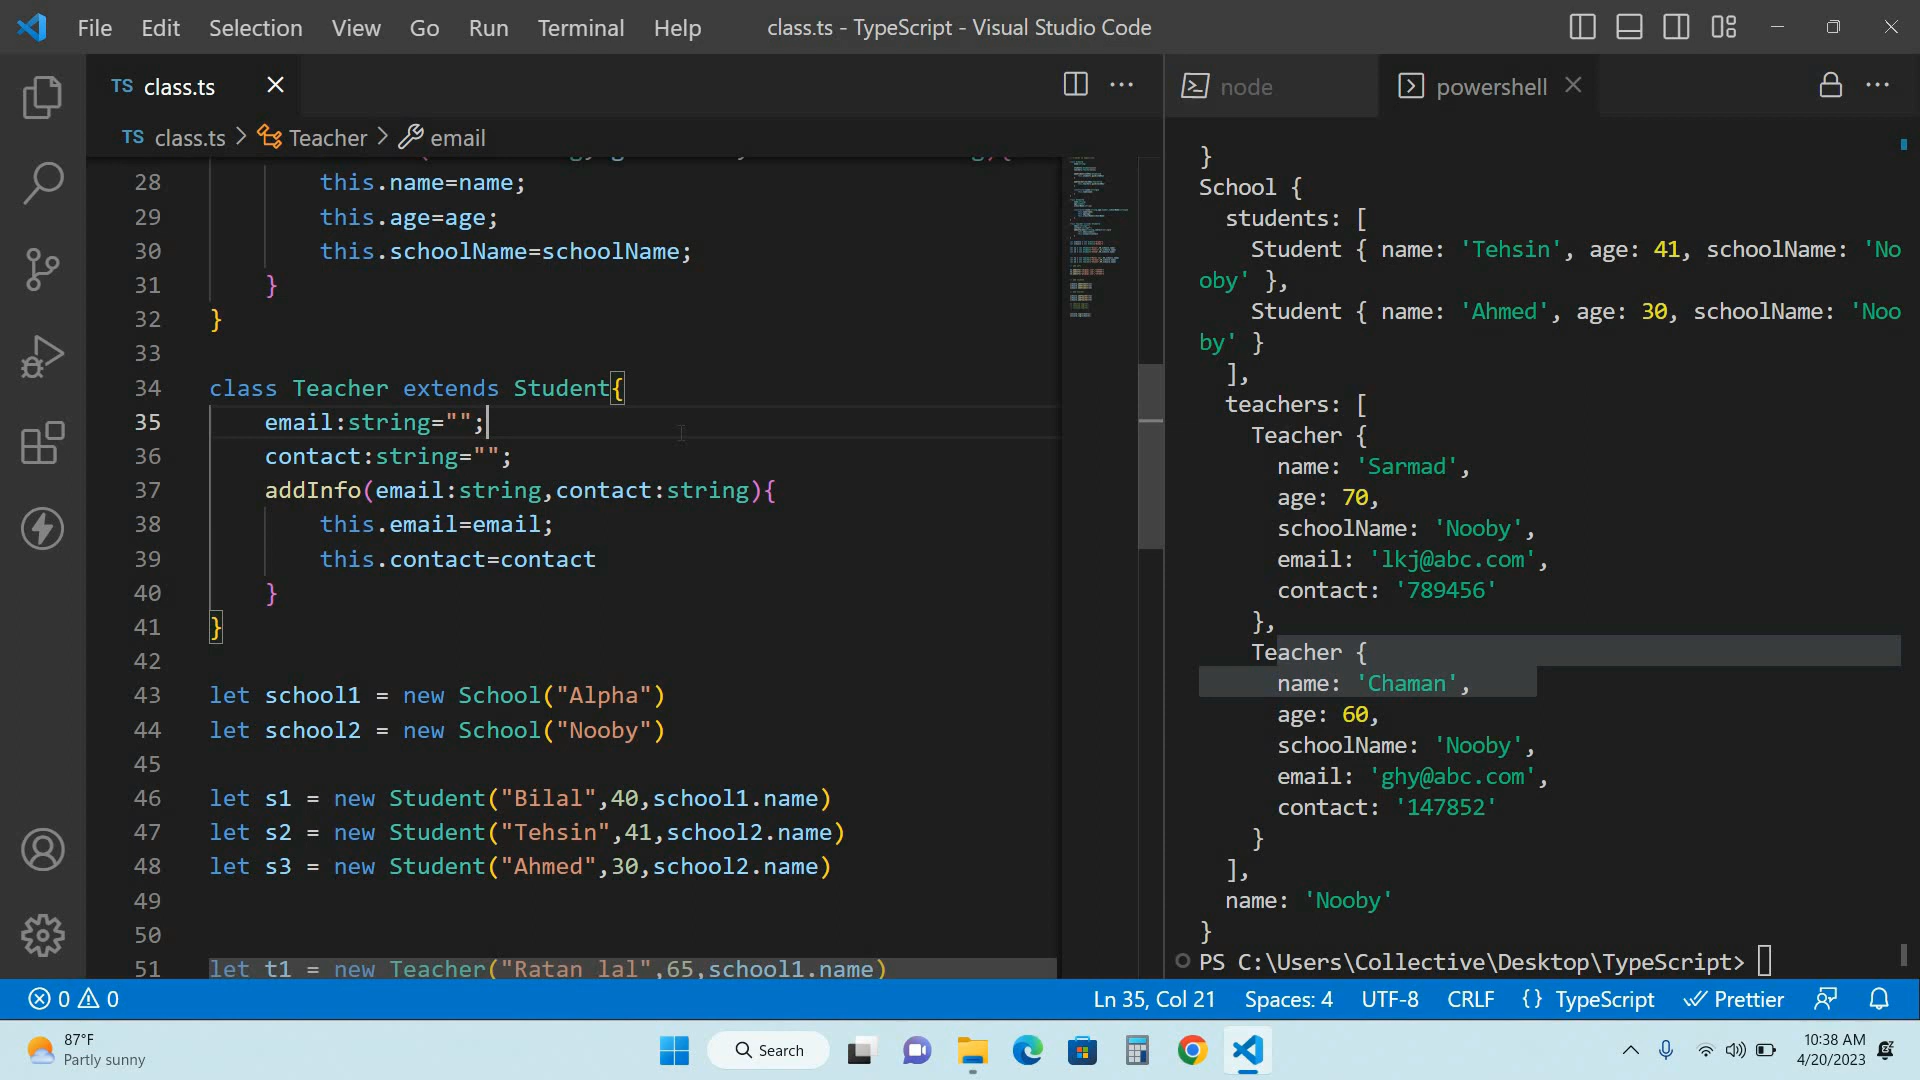 File Edit Selection View Go Run Terminal Help class.ts - TypeScript - Visual Studio Code
TS class.ts
TS class.ts > Teacher > email
28 this.name=name;
29 this.age=age;
30 this.schoolName=schoolName;
31 }
32 }
33
34 class Teacher extends Student{
35 email:string="";
36 contact:string="";
37 addInfo(email:string,contact:string){
38 this.email=email;
39 this.contact=contact
40 }
41 }
42
43 let school1 = new School("Alpha")
44 let school2 = new School("Nooby")
45
46 let s1 = new Student("Bilal",40,school1.name)
47 let s2 = new Student("Tehsin",41,school2.name)
48 let s3 = new Student("Ahmed",30,school2.name)
49
50
51 let t1 = new Teacher("Ratan lal",65,school1.name)
node powershell
}
School {
students: [
Student { name: 'Tehsin', age: 41, schoolName: 'No
oby' },
Student { name: 'Ahmed', age: 30, schoolName: 'Noo
by' }
],
teachers: [
Teacher {
name: 'Sarmad',
age: 70,
schoolName: 'Nooby',
email: 'lkj@abc.com',
contact: '789456'
},
Teacher {
name: 'Chaman',
age: 60,
schoolName: 'Nooby',
email: 'ghy@abc.com',
contact: '147852'
}
],
name: 'Nooby'
}
PS C:\Users\Collective\Desktop\TypeScript>
0 0 Ln 35, Col 21 Spaces: 4 UTF-8 CRLF {} TypeScript Prettier
87°F
Partly sunny
Search
10:38 AM
4/20/2023